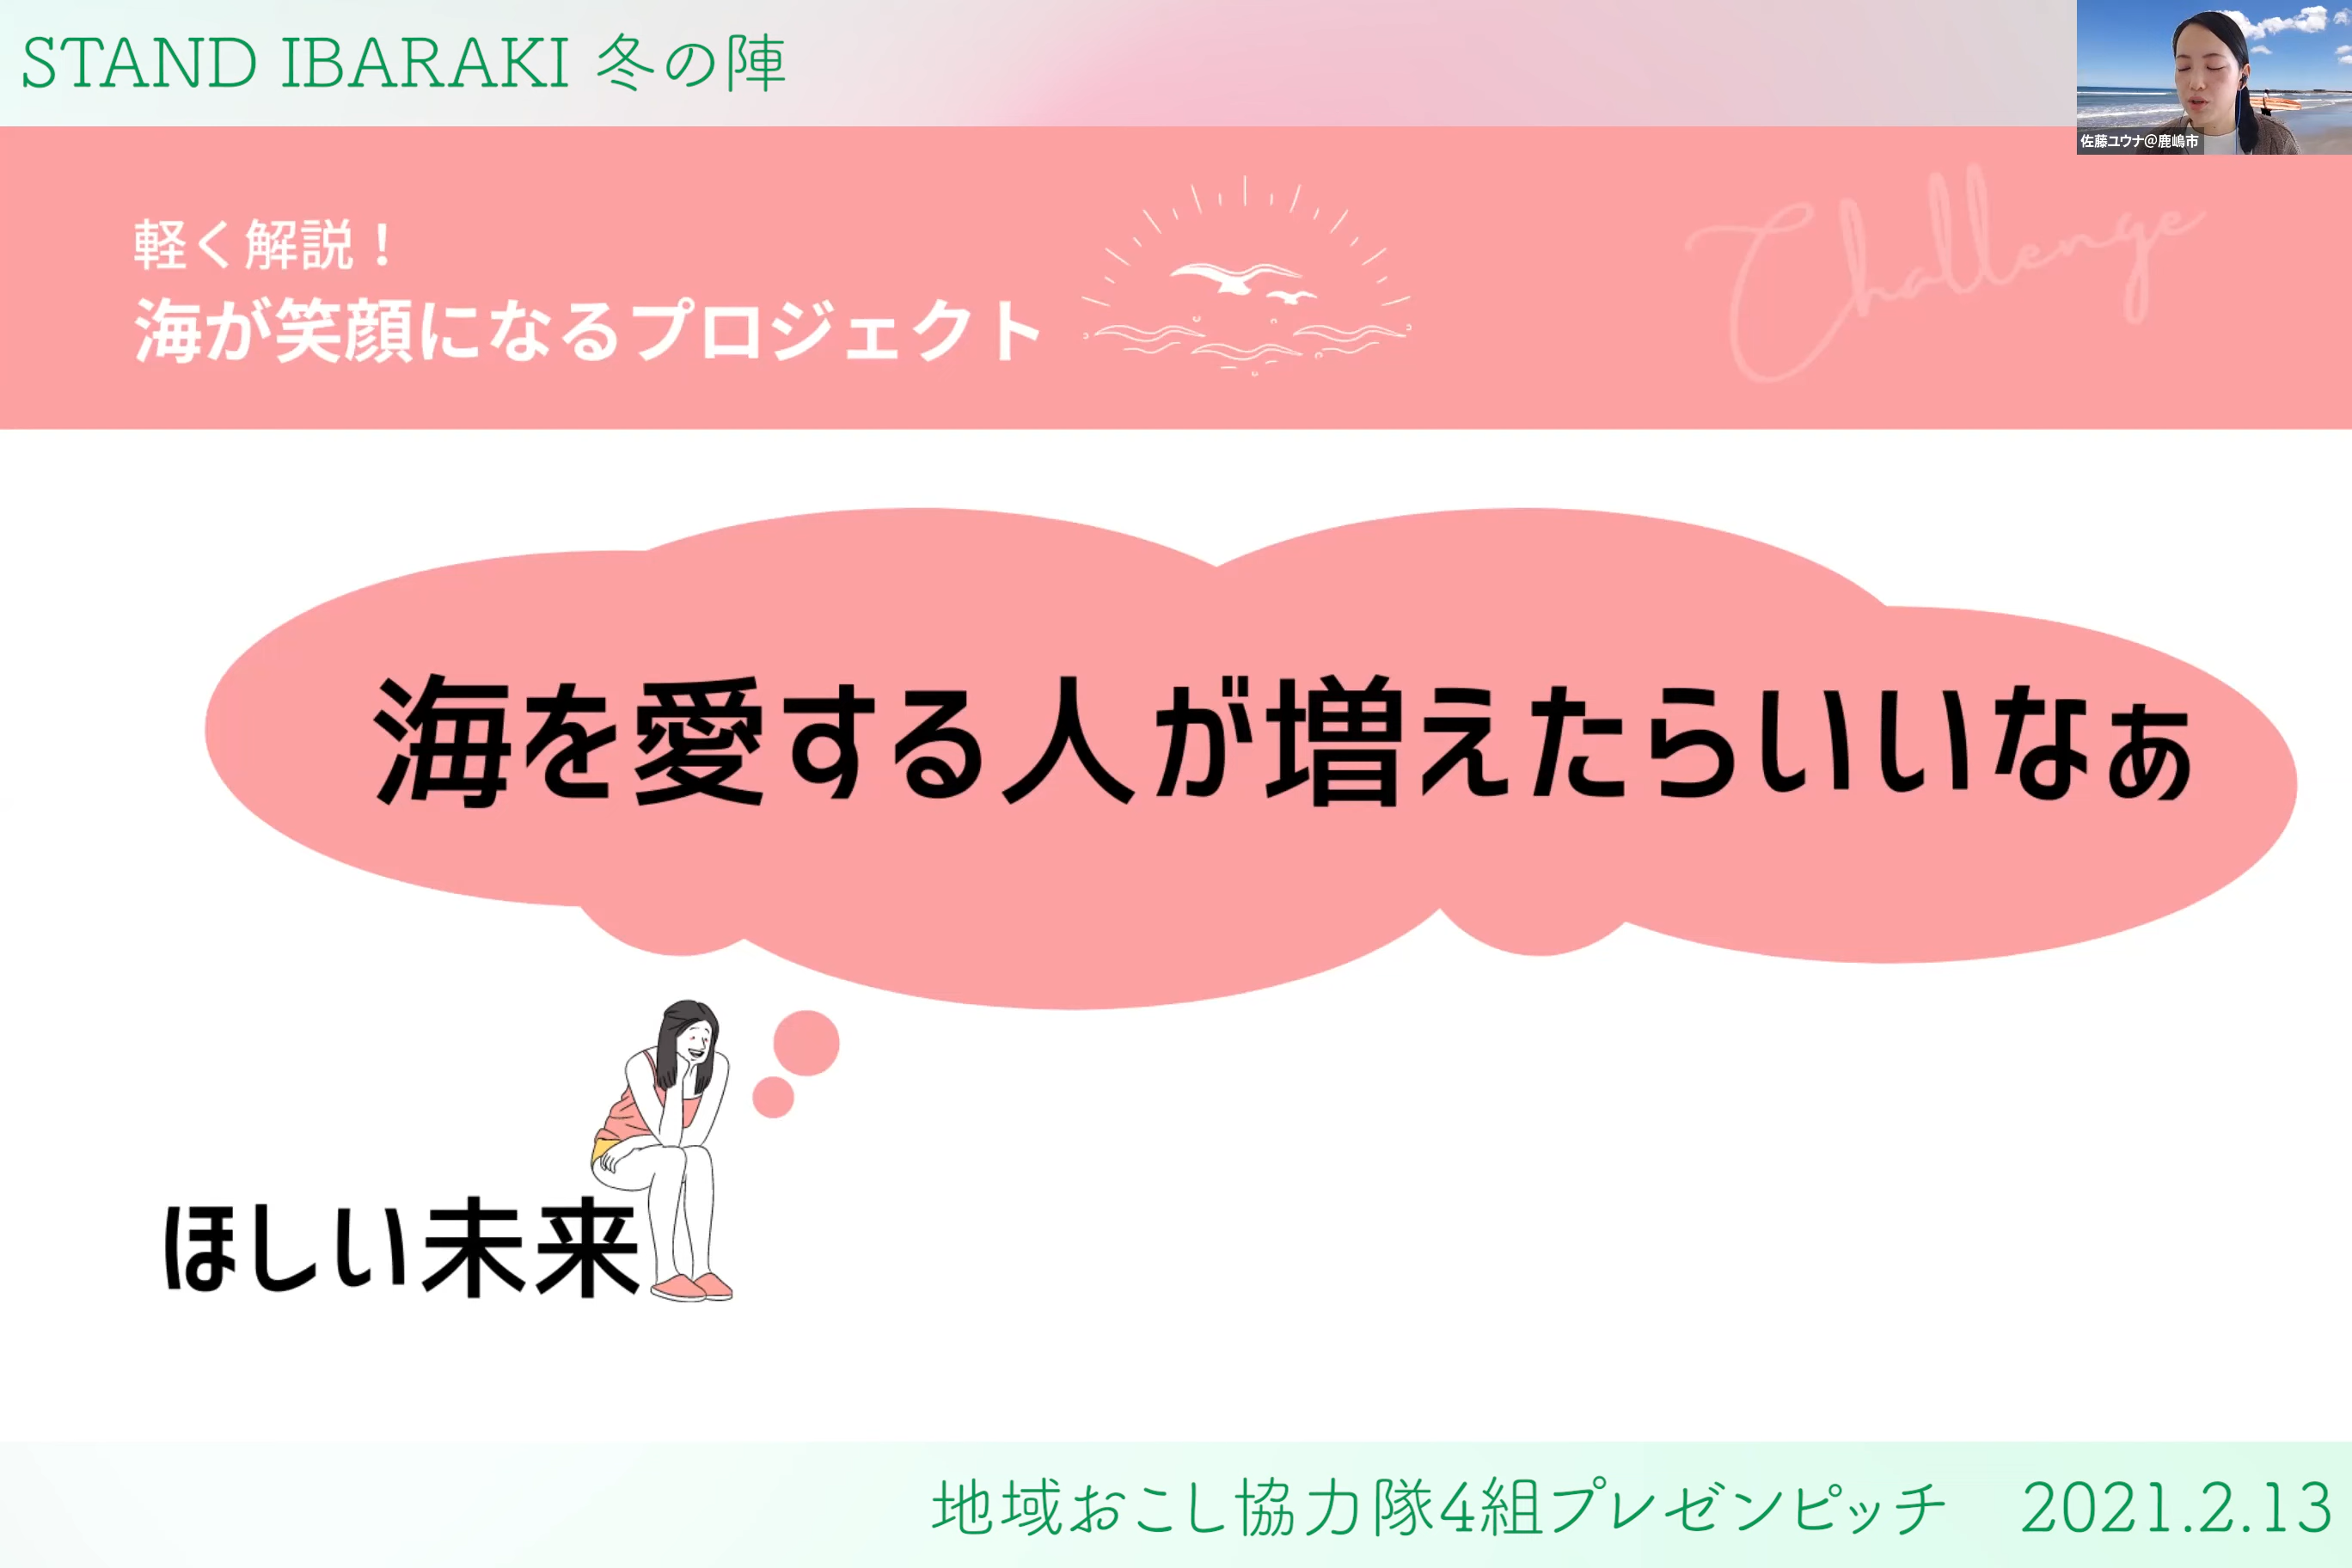 STAND IBARAKI 冬の陣
佐藤ユウナ@鹿嶋市
軽く解説！
海が笑顔になるプロジェクト
Challenge
海を愛する人が増えたらいいなぁ
ほしい未来
地域おこし協力隊4組プレゼンピッチ 2021.2.13